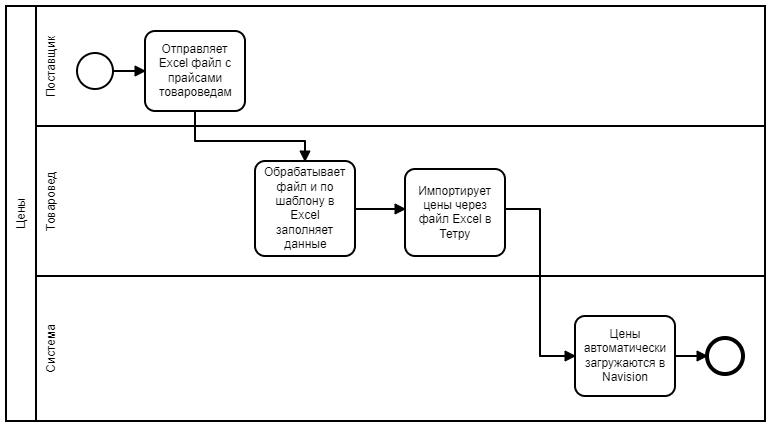 Цены
Поставщик
Отправляет
Excel файл с
прайсами
товароведам
Товаровед
Обрабатывает
файл и по
шаблону в
Excel
заполняет
данные
Импортирует
цены через
файл Excel в
Тетру
Система
Цены
автоматически
загружаются в
Navision